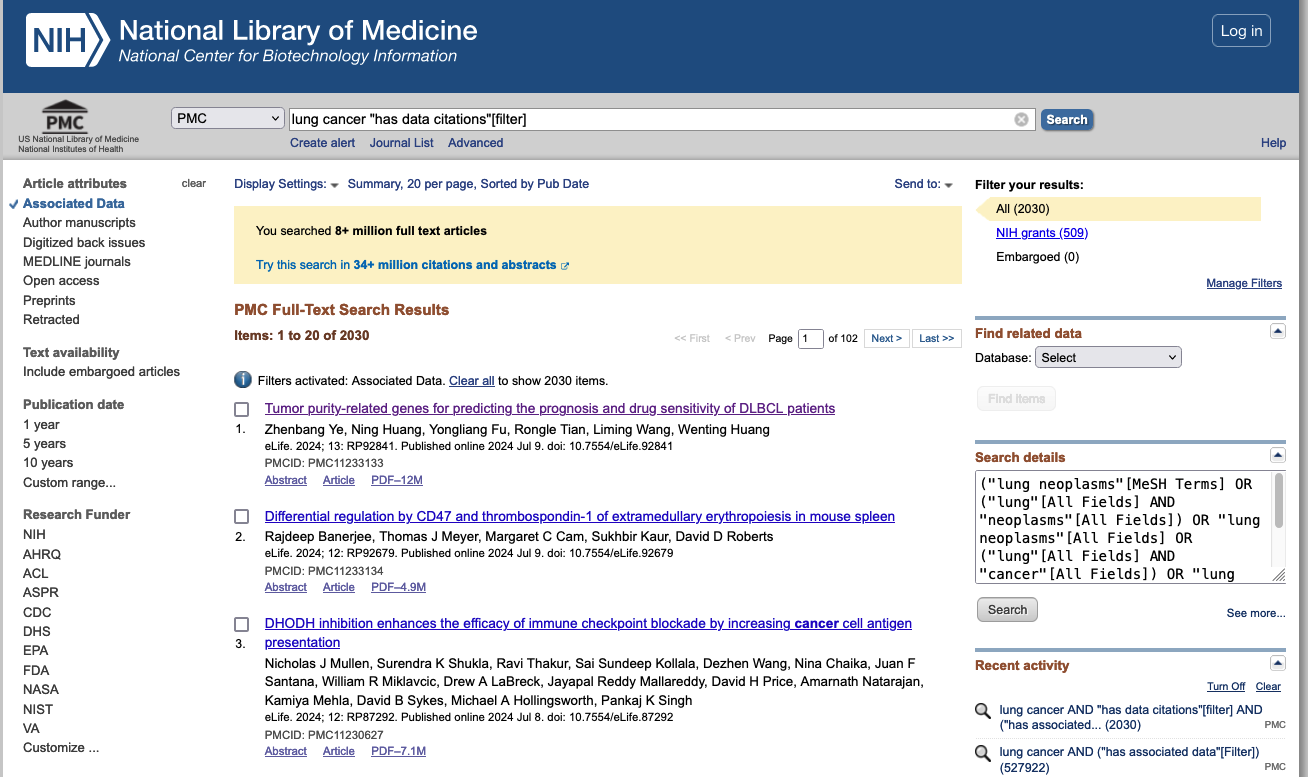 NIH
National Library of Medicine
National Center for Biotechnology Information
Log in
PMC
US National Library of Medicine
National Institutes of Health
PMC
lung cancer "has data citations"[filter]
Search
Create alert Journal List Advanced
Help
Article attributes clear
Associated Data
Author manuscripts
Digitized back issues
MEDLINE journals
Open access
Preprints
Retracted
Text availability
Include embargoed articles
Publication date
1 year
5 years
10 years
Custom range...
Research Funder
NIH
AHRQ
ACL
ASPR
CDC
DHS
EPA
FDA
NASA
NIST
VA
Customize ...
Display Settings: Summary, 20 per page, Sorted by Pub Date Send to:
You searched 8+ million full text articles
Try this search in 34+ million citations and abstracts
PMC Full-Text Search Results
Items: 1 to 20 of 2030
<< First < Prev Page 1 of 102 Next > Last >>
Filters activated: Associated Data. Clear all to show 2030 items.
Tumor purity-related genes for predicting the prognosis and drug sensitivity of DLBCL patients
1. Zhenbang Ye, Ning Huang, Yongliang Fu, Rongle Tian, Liming Wang, Wenting Huang
eLife. 2024; 13: RP92841. Published online 2024 Jul 9. doi: 10.7554/eLife.92841
PMCID: PMC11233133
Abstract Article PDF–12M
Differential regulation by CD47 and thrombospondin-1 of extramedullary erythropoiesis in mouse spleen
2. Rajdeep Banerjee, Thomas J Meyer, Margaret C Cam, Sukhbir Kaur, David D Roberts
eLife. 2024; 12: RP92679. Published online 2024 Jul 9. doi: 10.7554/eLife.92679
PMCID: PMC11233134
Abstract Article PDF–4.9M
DHODH inhibition enhances the efficacy of immune checkpoint blockade by increasing cancer cell antigen
3. presentation
Nicholas J Mullen, Surendra K Shukla, Ravi Thakur, Sai Sundeep Kollala, Dezhen Wang, Nina Chaika, Juan F
Santana, William R Miklavcic, Drew A LaBreck, Jayapal Reddy Mallareddy, David H Price, Amarnath Natarajan,
Kamiya Mehla, David B Sykes, Michael A Hollingsworth, Pankaj K Singh
eLife. 2024; 12: RP87292. Published online 2024 Jul 8. doi: 10.7554/eLife.87292
PMCID: PMC11230627
Abstract Article PDF–7.1M
Filter your results:
All (2030)
NIH grants (509)
Embargoed (0)
Manage Filters
Find related data
Database: Select
Find items
Search details
("lung neoplasms"[MeSH Terms] OR
("lung"[All Fields] AND
"neoplasms"[All Fields]) OR "lung
neoplasms"[All Fields] OR
("lung"[All Fields] AND
"cancer"[All Fields]) OR "lung
Search
See more...
Recent activity
Turn Off Clear
lung cancer AND "has data citations"[filter] AND
("has associated... (2030) PMC
lung cancer AND ("has associated data"[Filter])
(527922) PMC